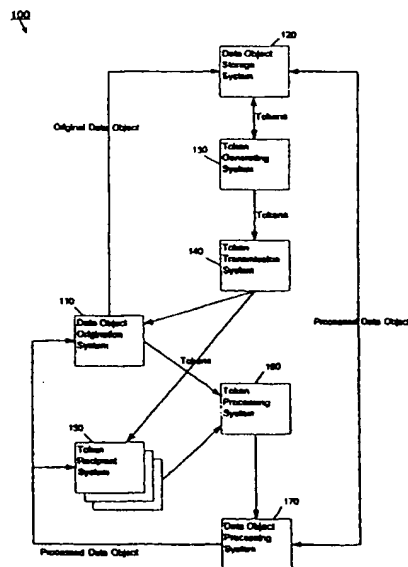 100
120
Data Object
Storage
System
Original Data Object
Tokens
130
Token
Generating
System
Tokens
140
Token
Transmission
System
110
Data Object
Origination
System
Processed Data Object
Tokens
160
Token
Processing
System
150
Token
Recipient
System
170
Data Object
Processing
System
Processed Data Object